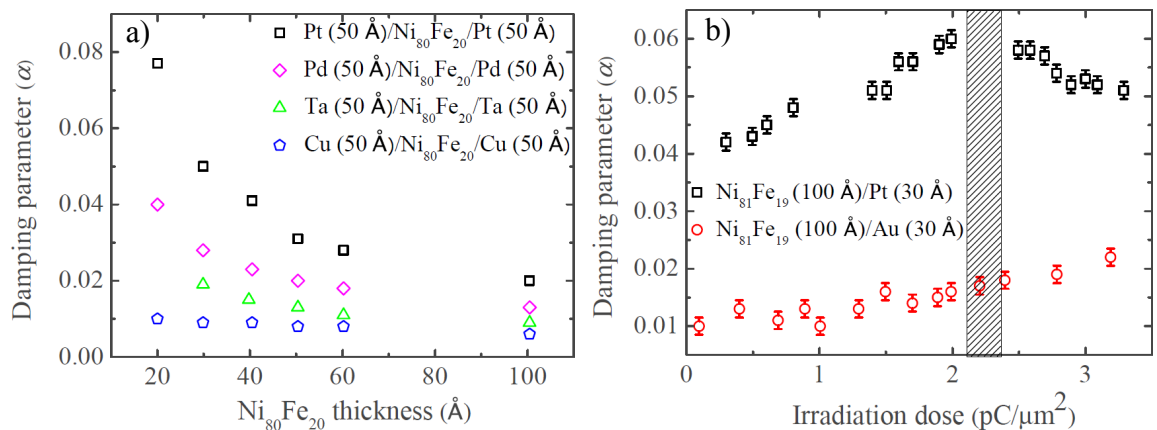 a)
Pt (50 Å)/Ni₈₀Fe₂₀/Pt (50 Å)
Pd (50 Å)/Ni₈₀Fe₂₀/Pd (50 Å)
Ta (50 Å)/Ni₈₀Fe₂₀/Ta (50 Å)
Cu (50 Å)/Ni₈₀Fe₂₀/Cu (50 Å)
Damping parameter (α)
0.08
0.06
0.04
0.02
0.00
20 40 60 80 100
Ni₈₀Fe₂₀ thickness (Å)
b)
Damping parameter (α)
0.06
0.05
0.04
0.03
0.02
0.01
Ni₈₁Fe₁₉ (100 Å)/Pt (30 Å)
Ni₈₁Fe₁₉ (100 Å)/Au (30 Å)
0 1 2 3
Irradiation dose (pC/μm²)